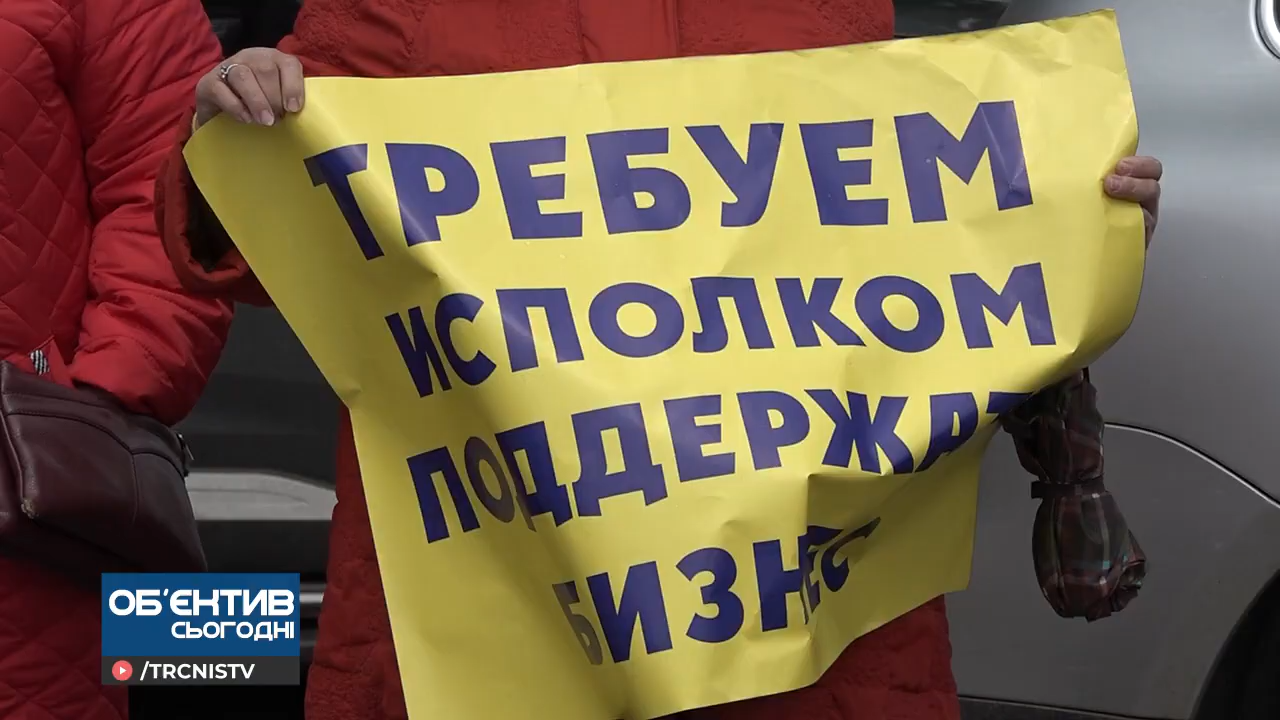 ТРЕБУЕМ
ИСПОЛКОМ
ПОДДЕРЖАТ
БИЗНЕС
ОБ'ЄКТИВ
СЬОГОДНІ
/TRCNISTV